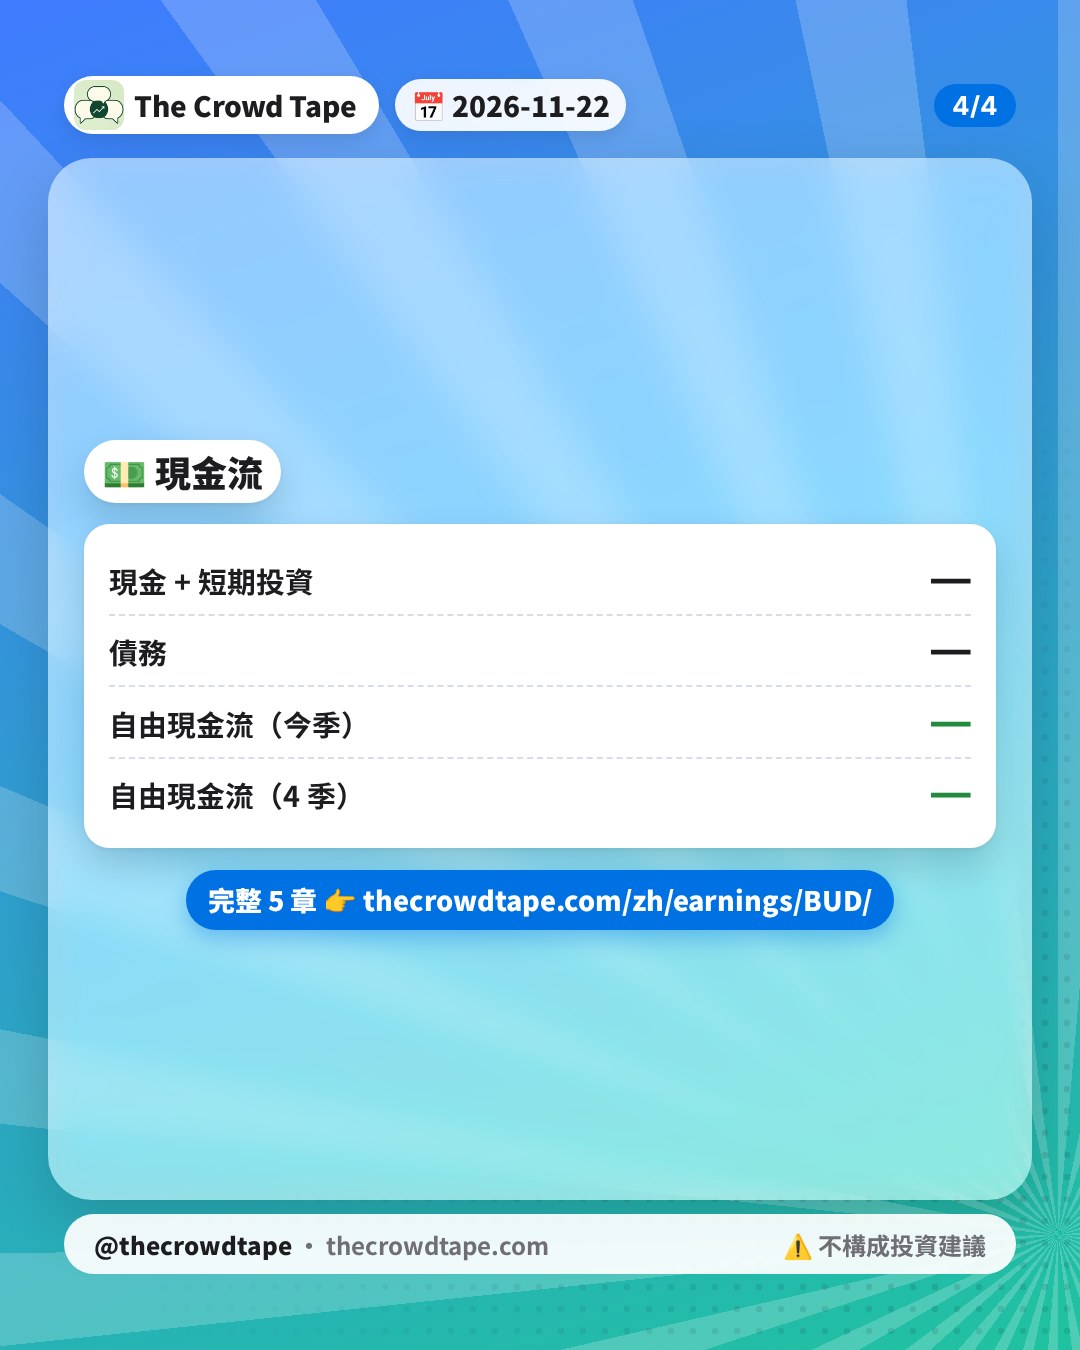 The Crowd Tape
2026-11-22
4/4
現金流
現金 + 短期投資 —
債務 —
自由現金流（今季） —
自由現金流（4 季） —
完整 5 章 👉 thecrowdtape.com/zh/earnings/BUD/
@thecrowdtape • thecrowdtape.com
⚠️ 不構成投資建議